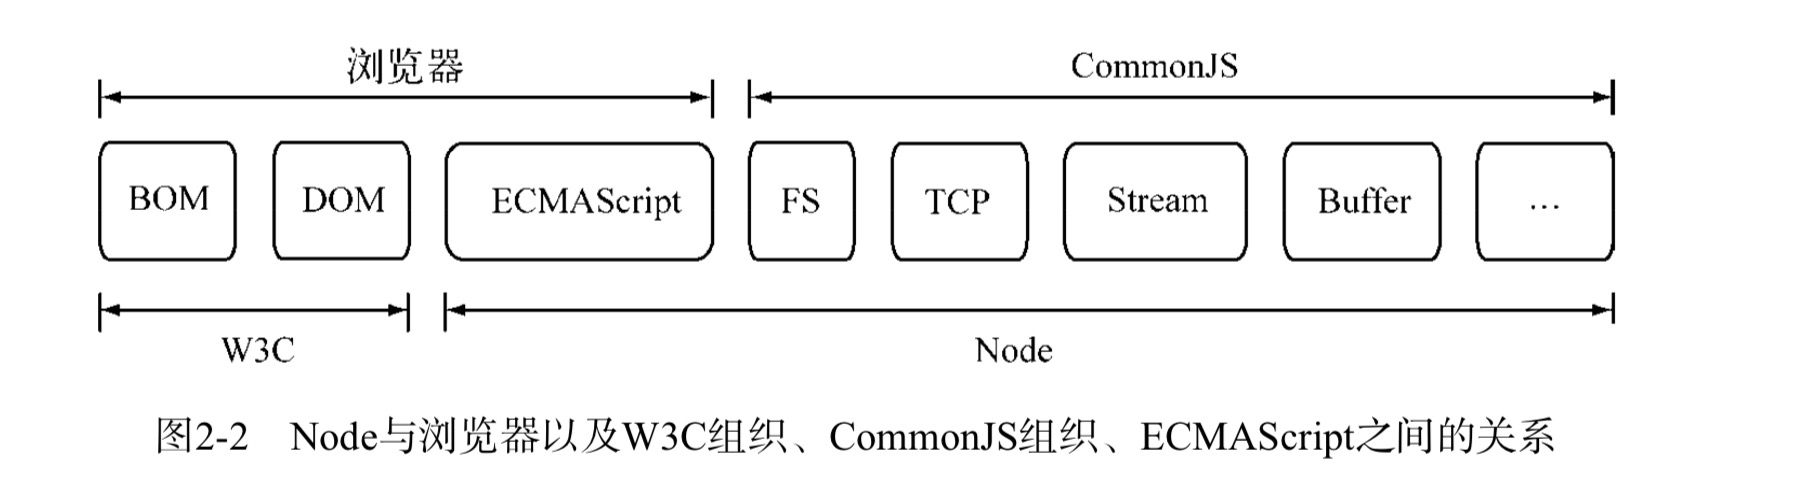 浏览器 CommonJS
BOM DOM ECMAScript FS TCP Stream Buffer …
W3C Node
图2-2 Node与浏览器以及W3C组织、CommonJS组织、ECMAScript之间的关系